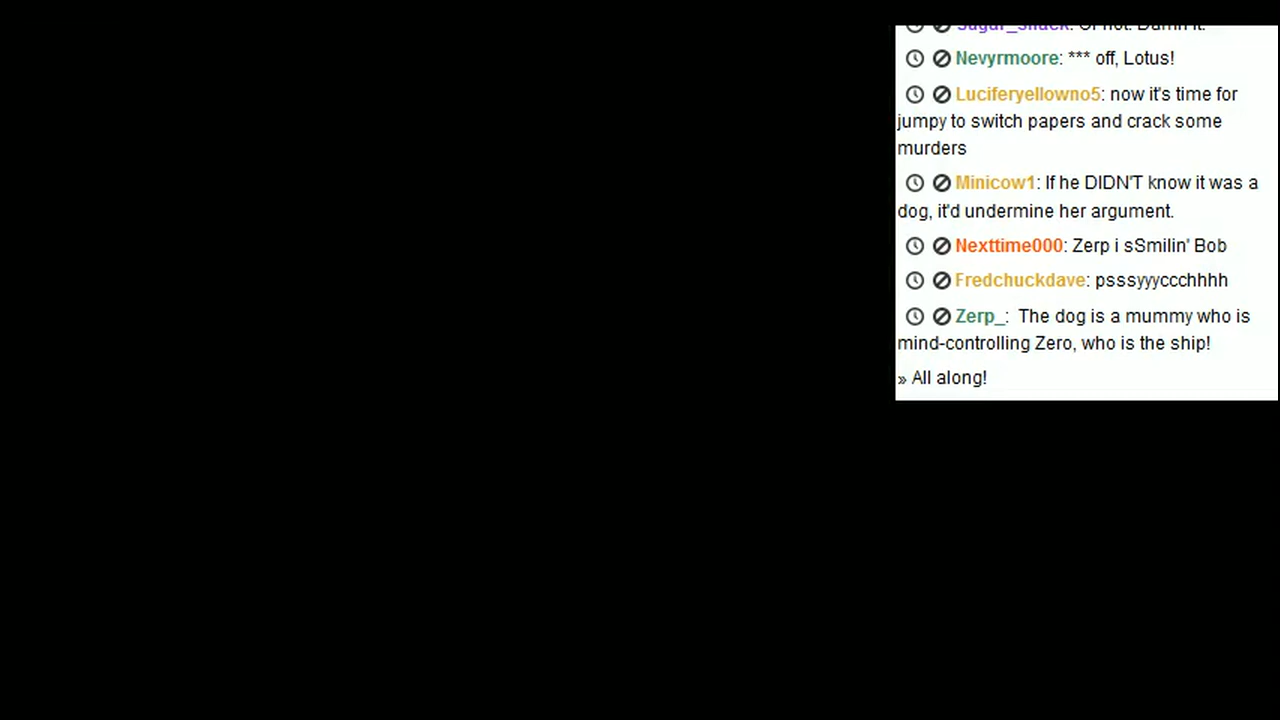 Nevyrmoore: *** off, Lotus!
Luciferyellowno5: now it's time for
jumpy to switch papers and crack some
murders
Minicow1: If he DIDN'T know it was a
dog, it'd undermine her argument.
Nexttime000: Zerp i sSmilin' Bob
Fredchuckdave: psssyyyccchhhh
Zerp_: The dog is a mummy who is
mind-controlling Zero, who is the ship!
» All along!